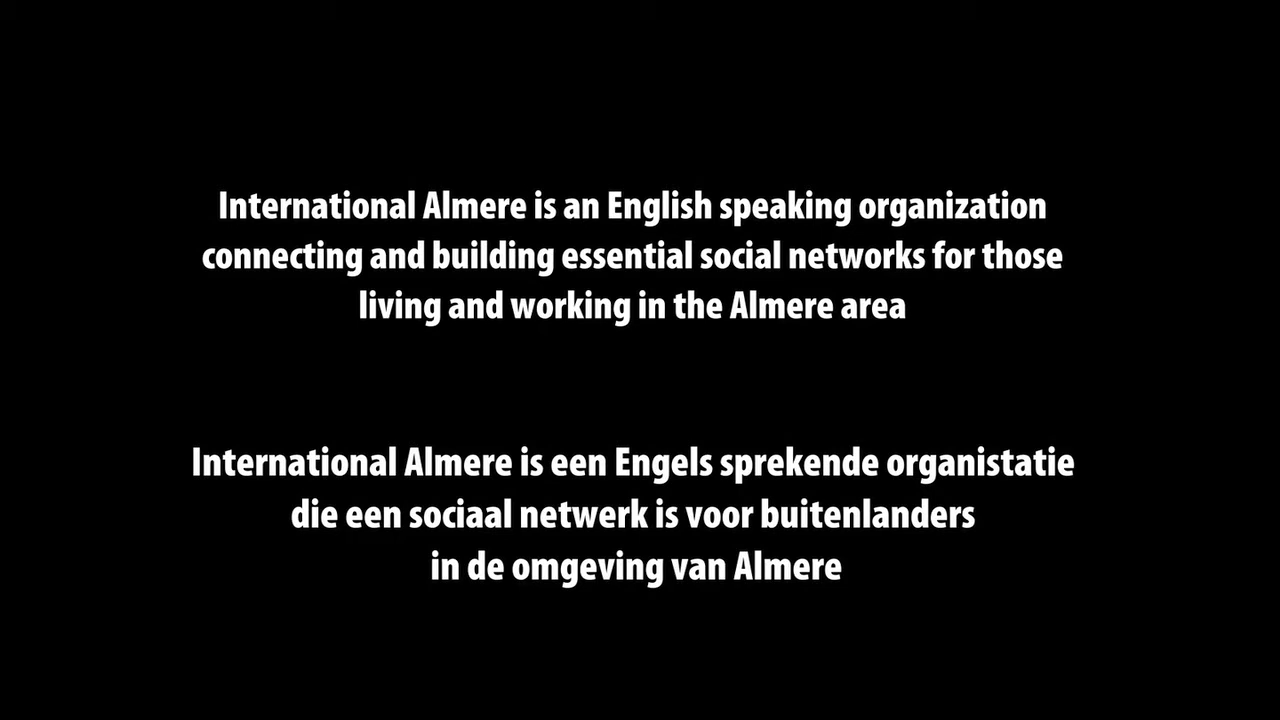 International Almere is an English speaking organization
connecting and building essential social networks for those
living and working in the Almere area
International Almere is een Engels sprekende organistatie
die een sociaal netwerk is voor buitenlanders
in de omgeving van Almere